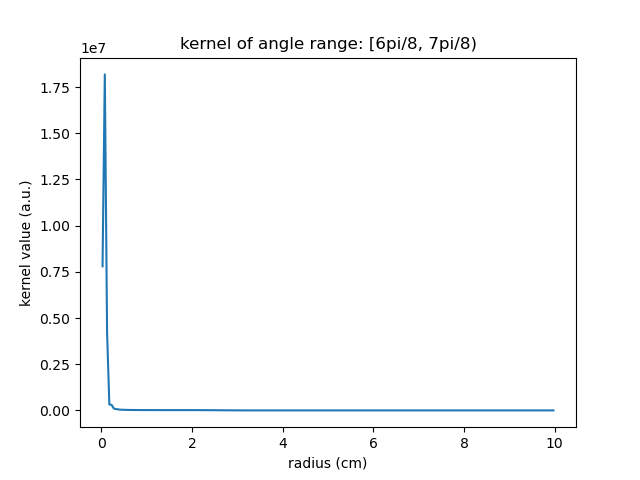 kernel of angle range: [6pi/8, 7pi/8)
1e7
1.75
1.50
1.25
1.00
0.75
0.50
0.25
0.00
kernel value (a.u.)
0 2 4 6 8 10
radius (cm)